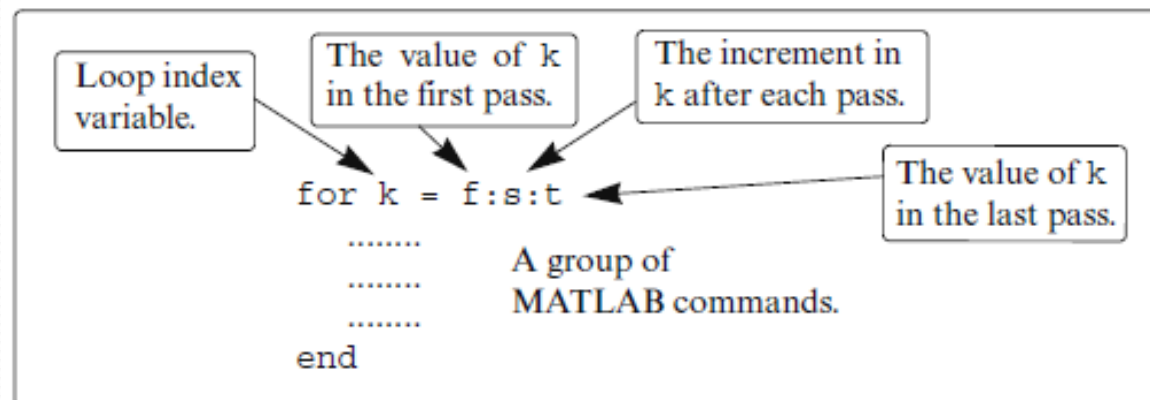 Loop index
variable.
The value of k
in the first pass.
The increment in
k after each pass.
for k = f:s:t
The value of k
in the last pass.
........
........
........
A group of
MATLAB commands.
end